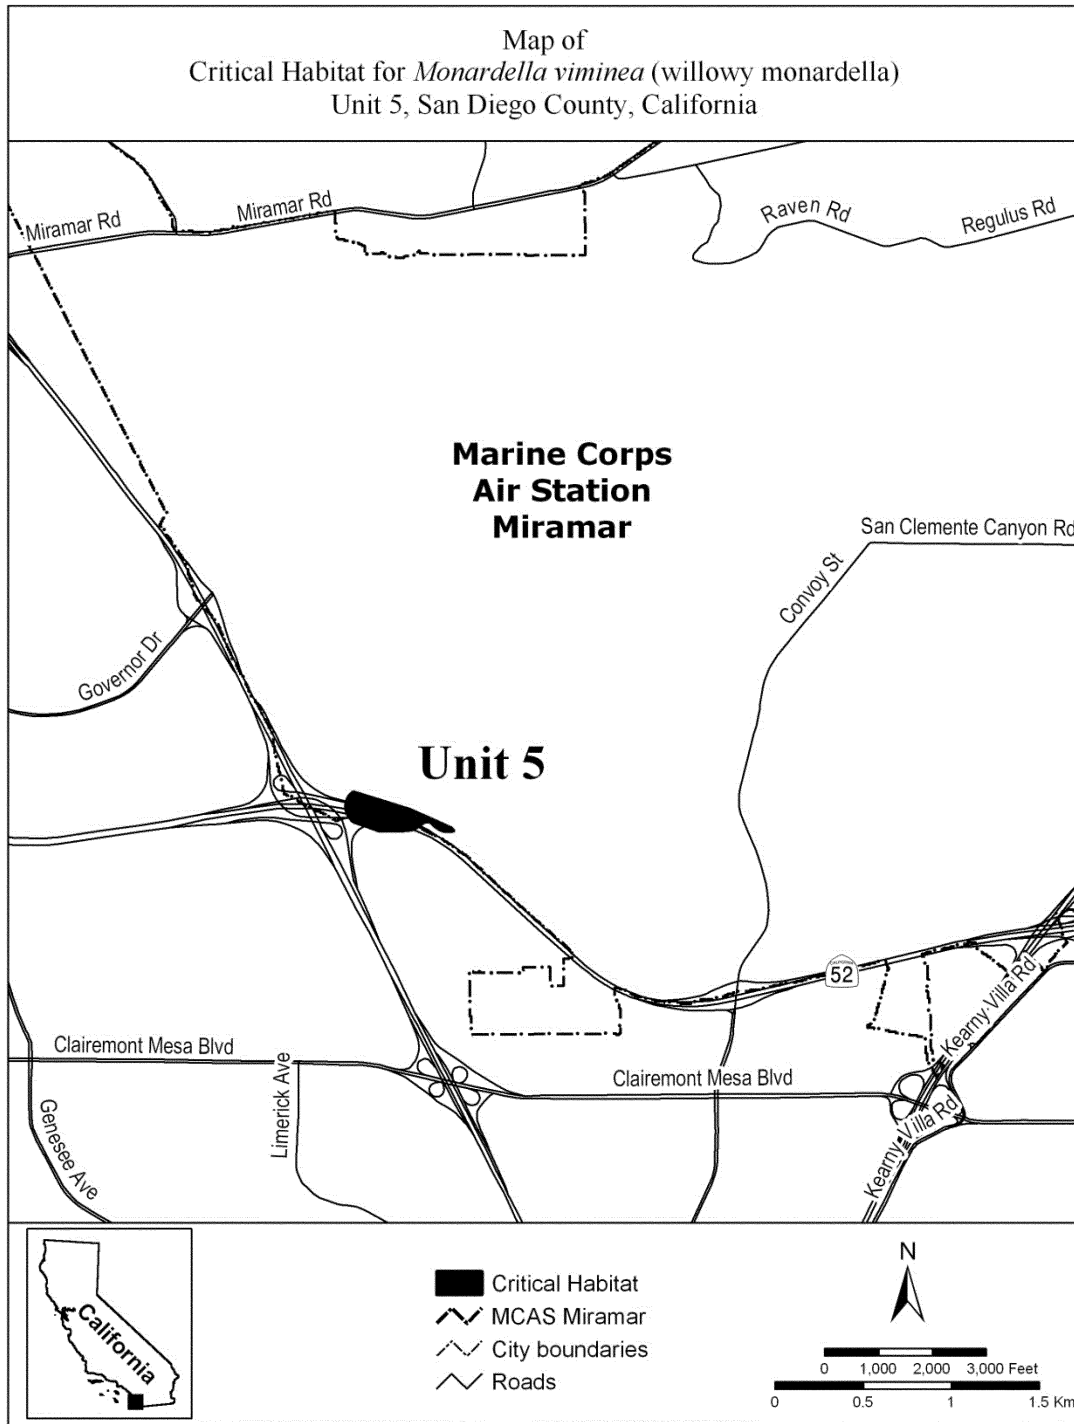 Map of
Critical Habitat for Monardella viminea (willowy monardella)
Unit 5, San Diego County, California
Miramar Rd
Miramar Rd
Raven Rd
Regulus Rd
Marine Corps
Air Station
Miramar
San Clemente Canyon Rd
Convoy St
Governor Dr
Unit 5
CALIFORNIA
52
Kearny Villa Rd
Clairemont Mesa Blvd
Limerick Ave
Clairemont Mesa Blvd
Genesee Ave
Kearny Villa Rd
California
Critical Habitat
MCAS Miramar
City boundaries
Roads
N
0 1,000 2,000 3,000 Feet
0 0.5 1 1.5 Km